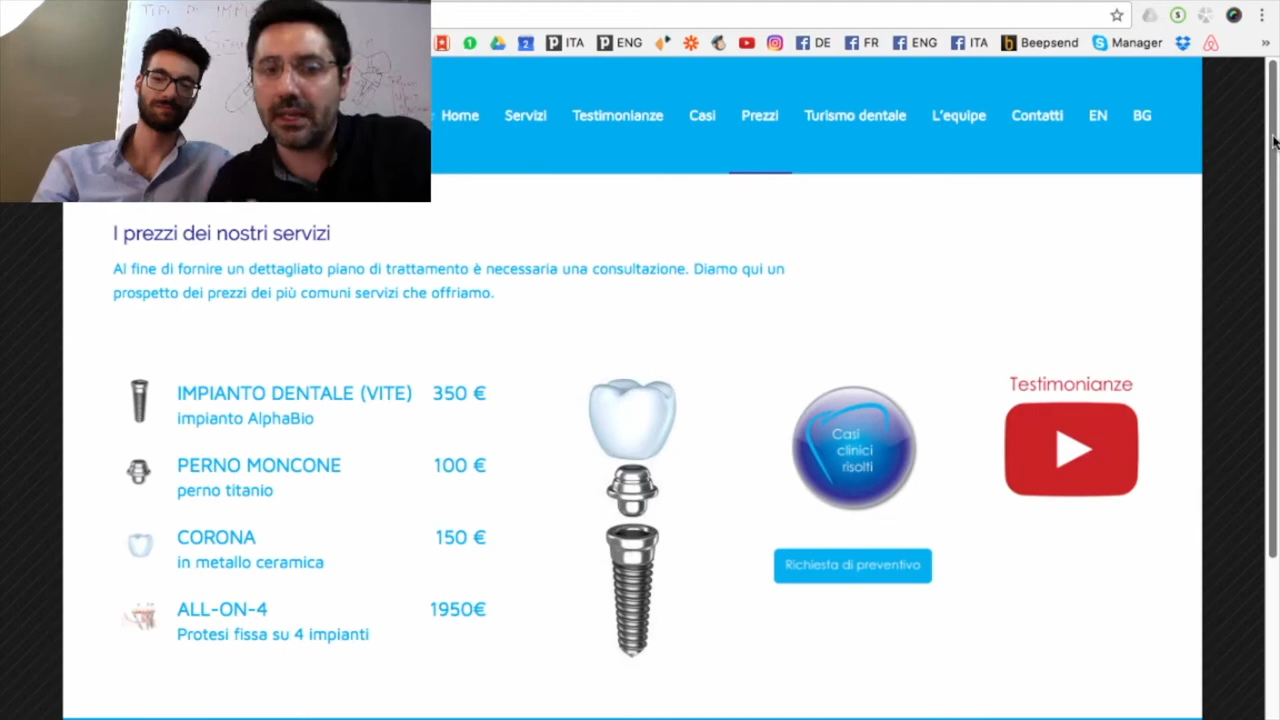 TIPI DI
ITA
ENG
DE
FR
ENG
ITA
Beepsend
Manager
»
Home
Servizi
Testimonianze
Casi
Prezzi
Turismo dentale
L'equipe
Contatti
EN
BG
I prezzi dei nostri servizi
Al fine di fornire un dettagliato piano di trattamento è necessaria una consultazione. Diamo qui un
prospetto dei prezzi dei più comuni servizi che offriamo.
IMPIANTO DENTALE (VITE) 350 €
impianto AlphaBio
PERNO MONCONE 100 €
perno titanio
CORONA 150 €
in metallo ceramica
ALL-ON-4 1950€
Protesi fissa su 4 impianti
Casi
clinici
risolti
Richiesta di preventivo
Testimonianze